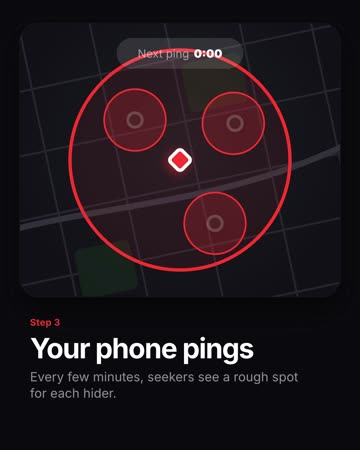 Next ping 0:00
Step 3
Your phone pings
Every few minutes, seekers see a rough spot
for each hider.